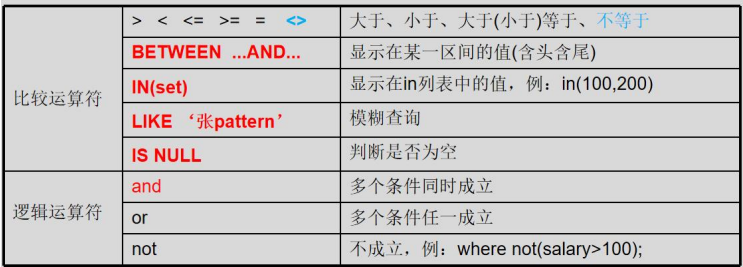 比较运算符
> < <= >= = <> 大于、小于、大于(小于)等于、不等于
BETWEEN ...AND... 显示在某一区间的值(含头含尾)
IN(set) 显示在in列表中的值，例：in(100,200)
LIKE ‘张pattern’ 模糊查询
IS NULL 判断是否为空
逻辑运算符
and 多个条件同时成立
or 多个条件任一成立
not 不成立，例：where not(salary>100);